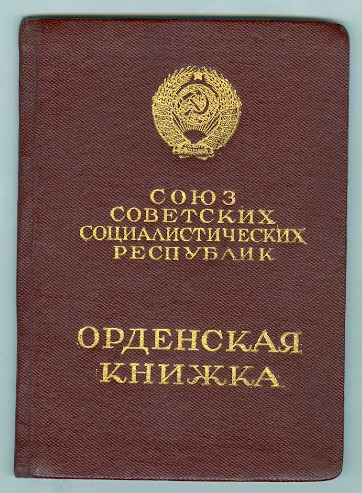 СОЮЗ
СОВЕТСКИХ
СОЦИАЛИСТИЧЕСКИХ
РЕСПУБЛИК
ОРДЕНСКАЯ
КНИЖКА